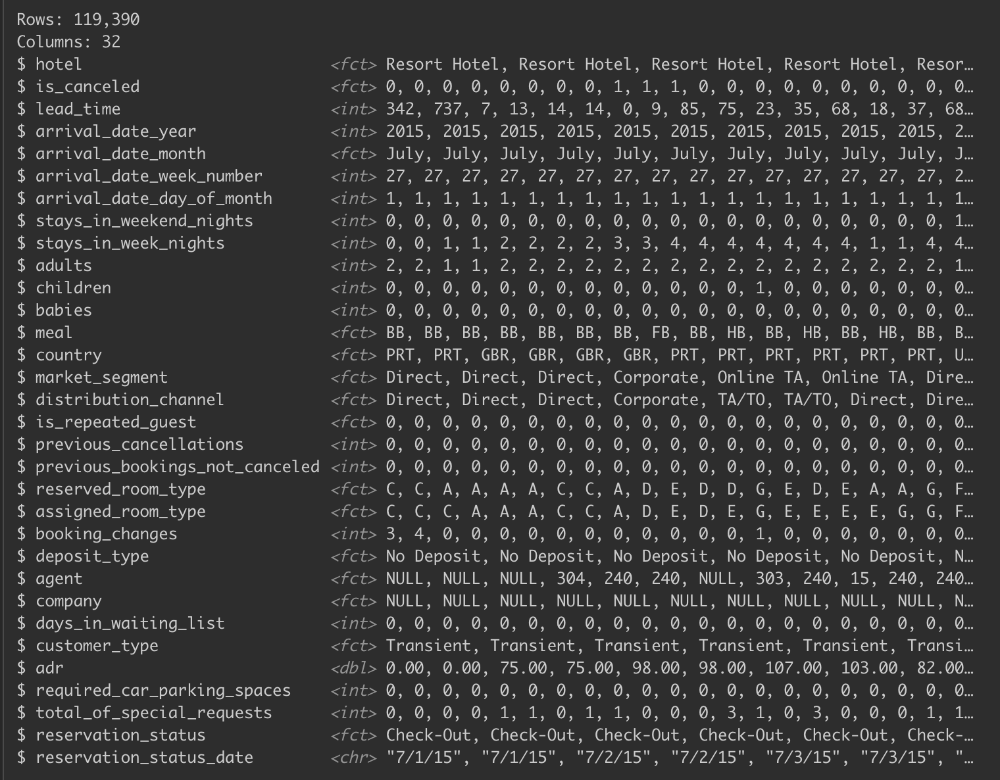 Rows: 119,390
Columns: 32
$ hotel <fct> Resort Hotel, Resort Hotel, Resort Hotel, Resort Hotel, Resor…
$ is_canceled <fct> 0, 0, 0, 0, 0, 0, 0, 0, 1, 1, 1, 0, 0, 0, 0, 0, 0, 0, 0, 0, 0…
$ lead_time <int> 342, 737, 7, 13, 14, 14, 0, 9, 85, 75, 23, 35, 68, 18, 37, 68…
$ arrival_date_year <int> 2015, 2015, 2015, 2015, 2015, 2015, 2015, 2015, 2015, 2015, 2…
$ arrival_date_month <fct> July, July, July, July, July, July, July, July, July, July, J…
$ arrival_date_week_number <int> 27, 27, 27, 27, 27, 27, 27, 27, 27, 27, 27, 27, 27, 27, 27, 2…
$ arrival_date_day_of_month <int> 1, 1, 1, 1, 1, 1, 1, 1, 1, 1, 1, 1, 1, 1, 1, 1, 1, 1, 1, 1, 1…
$ stays_in_weekend_nights <int> 0, 0, 0, 0, 0, 0, 0, 0, 0, 0, 0, 0, 0, 0, 0, 0, 0, 0, 0, 0, 1…
$ stays_in_week_nights <int> 0, 0, 1, 1, 2, 2, 2, 2, 3, 3, 4, 4, 4, 4, 4, 4, 4, 1, 1, 4, 4…
$ adults <int> 2, 2, 1, 1, 2, 2, 2, 2, 2, 2, 2, 2, 2, 2, 2, 2, 2, 2, 2, 2, 1…
$ children <int> 0, 0, 0, 0, 0, 0, 0, 0, 0, 0, 0, 0, 0, 1, 0, 0, 0, 0, 0, 0, 0…
$ babies <int> 0, 0, 0, 0, 0, 0, 0, 0, 0, 0, 0, 0, 0, 0, 0, 0, 0, 0, 0, 0, 0…
$ meal <fct> BB, BB, BB, BB, BB, BB, BB, FB, BB, HB, BB, HB, BB, HB, BB, B…
$ country <fct> PRT, PRT, GBR, GBR, GBR, GBR, PRT, PRT, PRT, PRT, PRT, PRT, U…
$ market_segment <fct> Direct, Direct, Direct, Corporate, Online TA, Online TA, Dire…
$ distribution_channel <fct> Direct, Direct, Direct, Corporate, TA/TO, TA/TO, Direct, Dire…
$ is_repeated_guest <fct> 0, 0, 0, 0, 0, 0, 0, 0, 0, 0, 0, 0, 0, 0, 0, 0, 0, 0, 0, 0, 0…
$ previous_cancellations <int> 0, 0, 0, 0, 0, 0, 0, 0, 0, 0, 0, 0, 0, 0, 0, 0, 0, 0, 0, 0, 0…
$ previous_bookings_not_canceled <int> 0, 0, 0, 0, 0, 0, 0, 0, 0, 0, 0, 0, 0, 0, 0, 0, 0, 0, 0, 0, 0…
$ reserved_room_type <fct> C, C, A, A, A, A, C, C, A, D, E, D, D, G, E, D, E, A, A, G, F…
$ assigned_room_type <fct> C, C, C, A, A, A, C, C, A, D, E, D, E, G, E, E, E, E, G, G, F…
$ booking_changes <int> 3, 4, 0, 0, 0, 0, 0, 0, 0, 0, 0, 0, 0, 1, 0, 0, 0, 0, 0, 0, 0…
$ deposit_type <fct> No Deposit, No Deposit, No Deposit, No Deposit, No Deposit, N…
$ agent <fct> NULL, NULL, NULL, 304, 240, 240, NULL, 303, 240, 15, 240, 240…
$ company <fct> NULL, NULL, NULL, NULL, NULL, NULL, NULL, NULL, NULL, NULL, N…
$ days_in_waiting_list <int> 0, 0, 0, 0, 0, 0, 0, 0, 0, 0, 0, 0, 0, 0, 0, 0, 0, 0, 0, 0, 0…
$ customer_type <fct> Transient, Transient, Transient, Transient, Transient, Transi…
$ adr <dbl> 0.00, 0.00, 75.00, 75.00, 98.00, 98.00, 107.00, 103.00, 82.00…
$ required_car_parking_spaces <int> 0, 0, 0, 0, 0, 0, 0, 0, 0, 0, 0, 0, 0, 0, 0, 0, 0, 0, 0, 0, 0…
$ total_of_special_requests <int> 0, 0, 0, 0, 1, 1, 0, 1, 1, 0, 0, 0, 3, 1, 0, 3, 0, 0, 0, 1, 1…
$ reservation_status <fct> Check-Out, Check-Out, Check-Out, Check-Out, Check-Out, Check-…
$ reservation_status_date <chr> "7/1/15", "7/1/15", "7/2/15", "7/2/15", "7/3/15", "7/3/15", "…